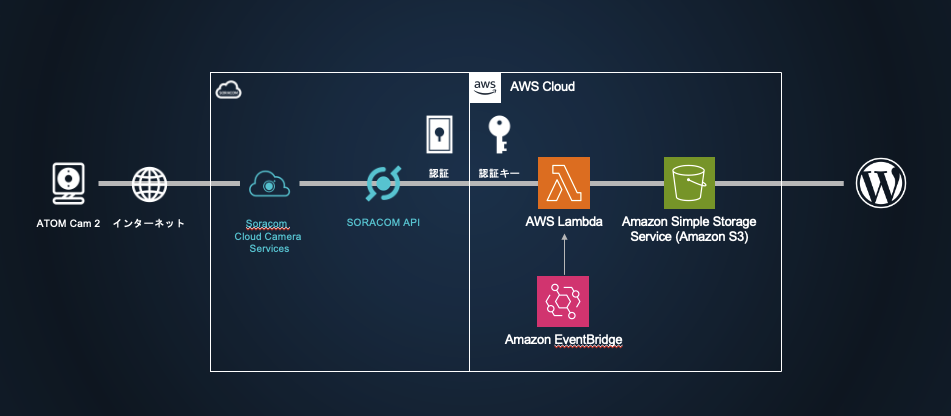 SORACOM
aws
AWS Cloud
認証
認証キー
ATOM Cam 2
インターネット
Soracom
Cloud Camera
Services
SORACOM API
AWS Lambda
Amazon Simple Storage
Service (Amazon S3)
Amazon EventBridge